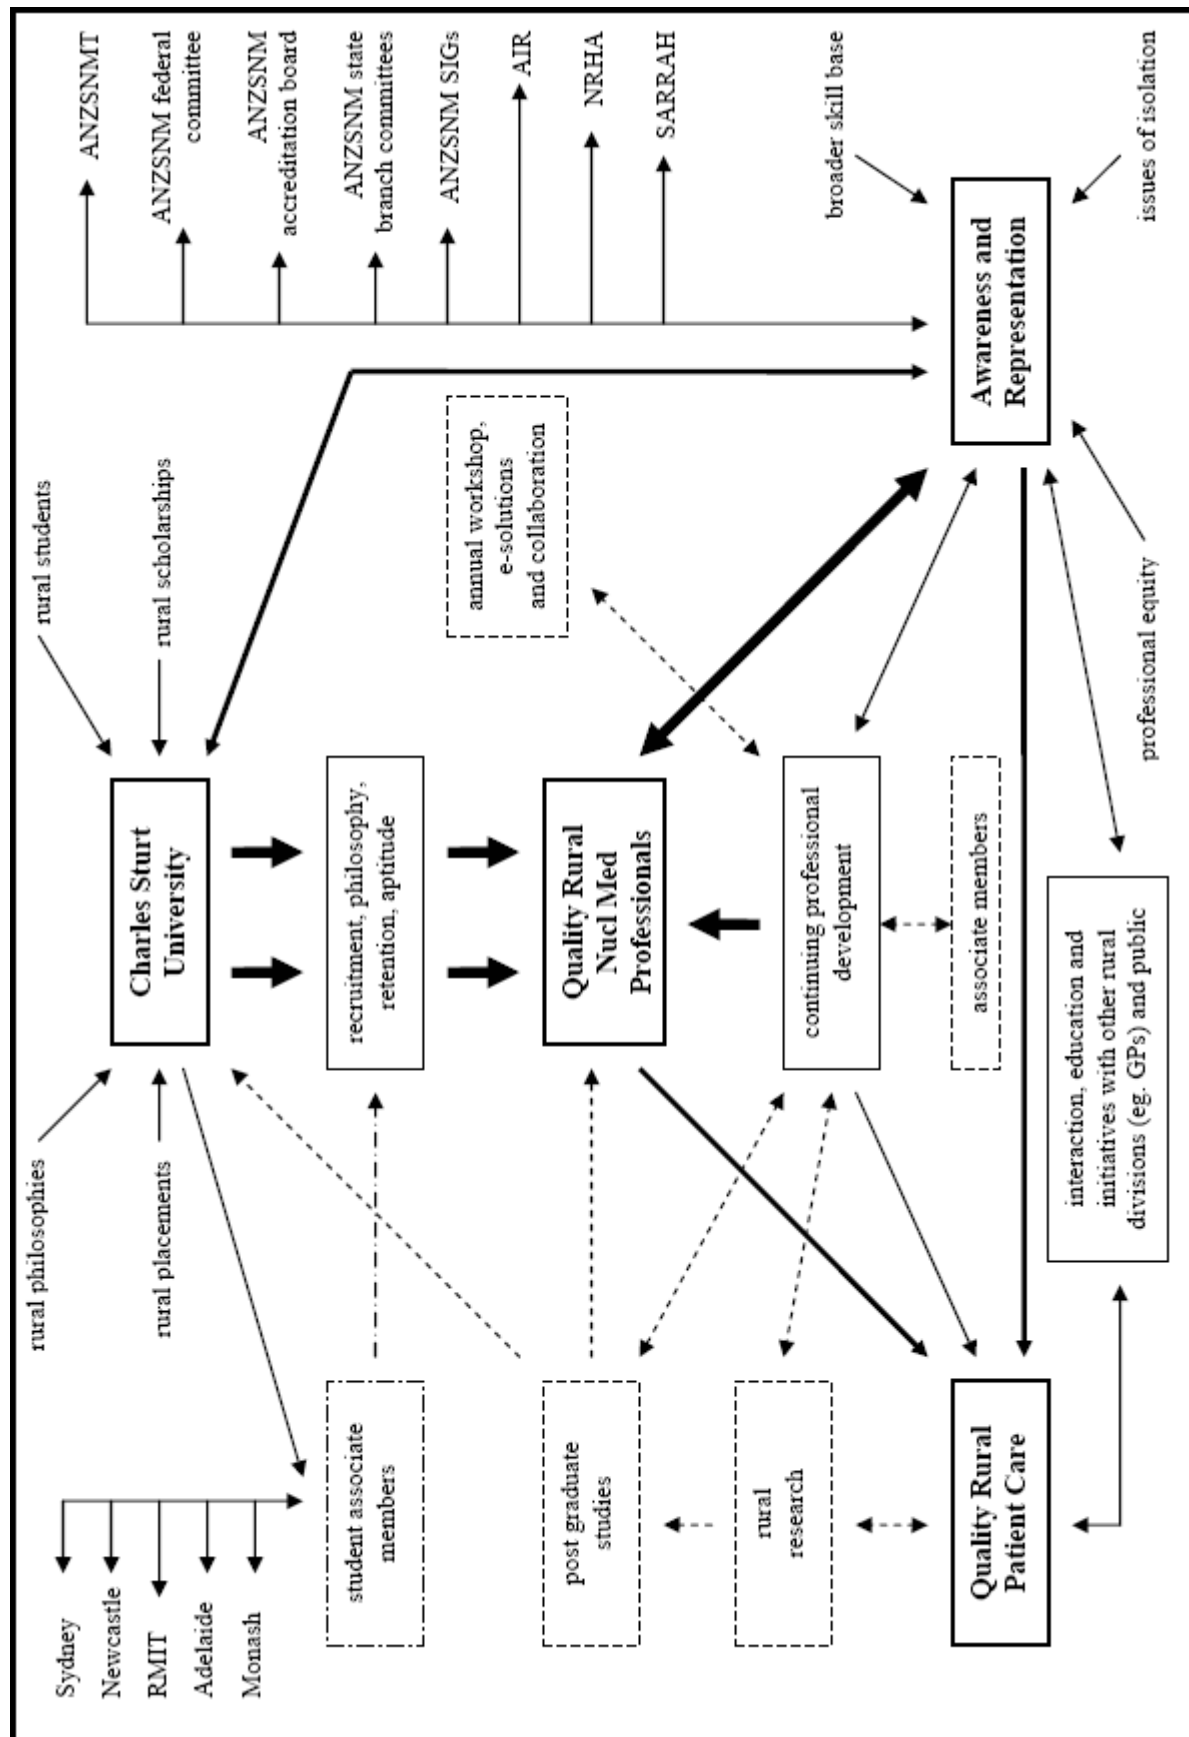 Sydney
Newcastle
RMIT
Adelaide
Monash
rural philosophies
rural placements
rural students
rural scholarships
ANZSNMT
ANZSNM federal
committee
ANZSNM
accreditation board
ANZSNM state
branch committees
ANZSNM SIGs
AIR
NRHA
SARRAH
Charles Sturt
University
student associate
members
recruitment, philosophy,
retention, aptitude
annual workshop,
e-solutions
and collaboration
post graduate
studies
Quality Rural
Nucl Med
Professionals
rural
research
continuing professional
development
broader skill base
Quality Rural
Patient Care
associate members
Awareness and
Representation
interaction, education and
initiatives with other rural
divisions (eg. GPs) and public
professional equity
issues of isolation